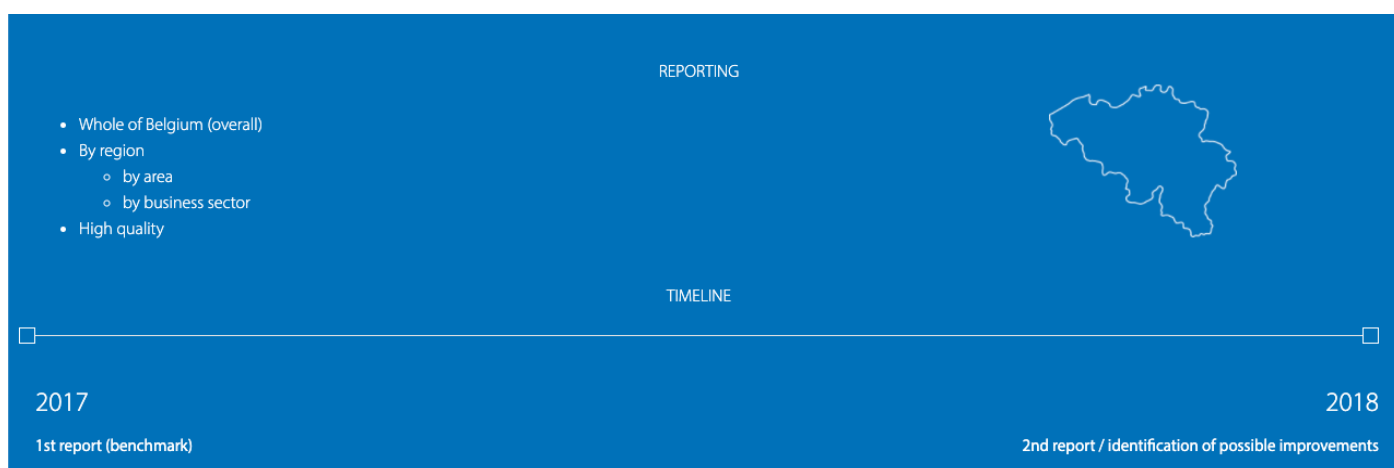 REPORTING
• Whole of Belgium (overall)
• By region
◦ by area
◦ by business sector
• High quality
TIMELINE
2017
2018
1st report (benchmark)
2nd report / identification of possible improvements